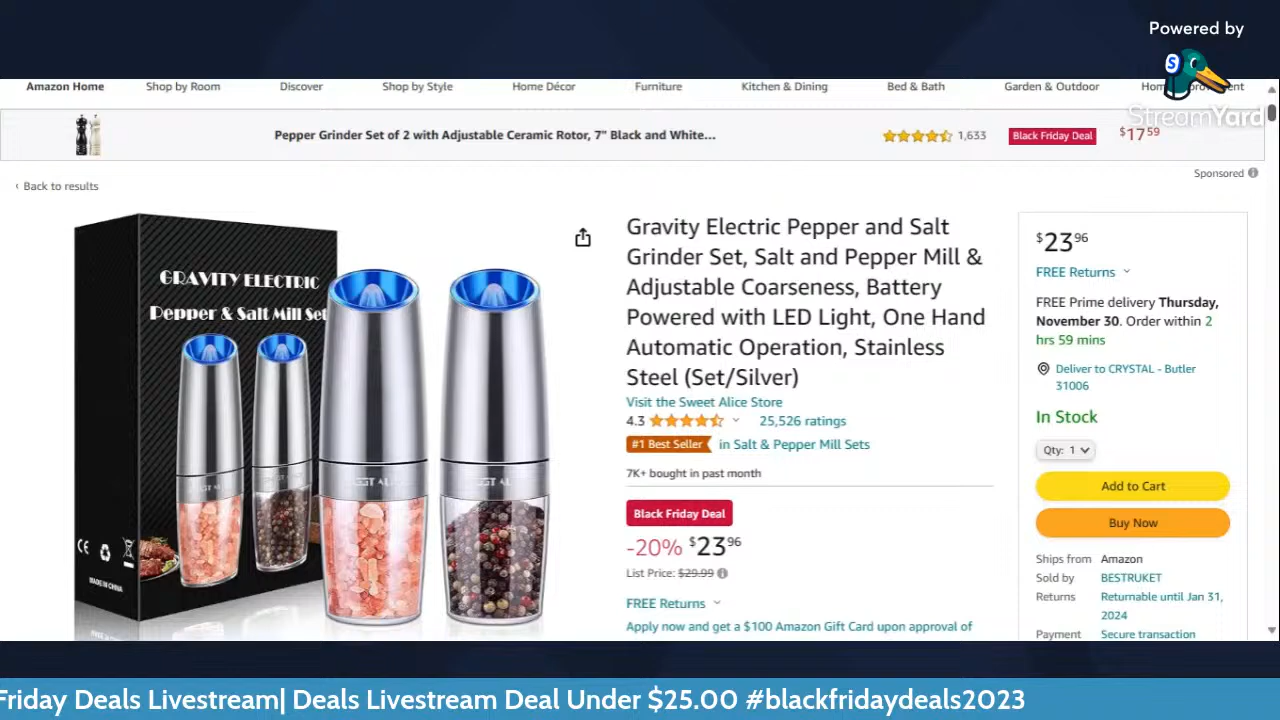 Powered by
StreamYard
Amazon Home Shop by Room Discover Shop by Style Home Décor Furniture Kitchen & Dining Bed & Bath Garden & Outdoor
Pepper Grinder Set of 2 with Adjustable Ceramic Rotor, 7" Black and White... 1,633 Black Friday Deal $17 59
Sponsored
‹ Back to results
GRAVITY ELECTRIC
Pepper & Salt Mill Set
MADE IN CHINA
Gravity Electric Pepper and Salt
Grinder Set, Salt and Pepper Mill &
Adjustable Coarseness, Battery
Powered with LED Light, One Hand
Automatic Operation, Stainless
Steel (Set/Silver)
Visit the Sweet Alice Store
4.3 25,526 ratings
#1 Best Seller in Salt & Pepper Mill Sets
7K+ bought in past month
Black Friday Deal
-20% $23 96
List Price: $29.99
FREE Returns
Apply now and get a $100 Amazon Gift Card upon approval of
$23 96
FREE Returns
FREE Prime delivery Thursday,
November 30. Order within 2
hrs 59 mins
Deliver to CRYSTAL - Butler
31006
In Stock
Qty: 1
Add to Cart
Buy Now
Ships from Amazon
Sold by BESTRUKET
Returns Returnable until Jan 31,
2024
Payment Secure transaction
Friday Deals Livestream| Deals Livestream Deal Under $25.00 #blackfridaydeals2023